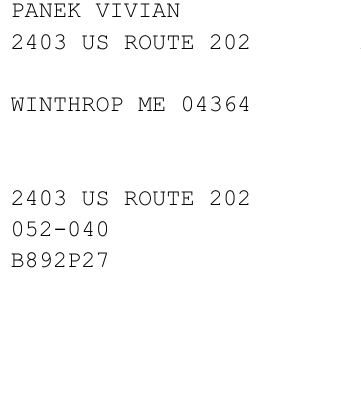 PANEK VIVIAN
2403 US ROUTE 202
WINTHROP ME 04364
2403 US ROUTE 202
052-040
B892P27